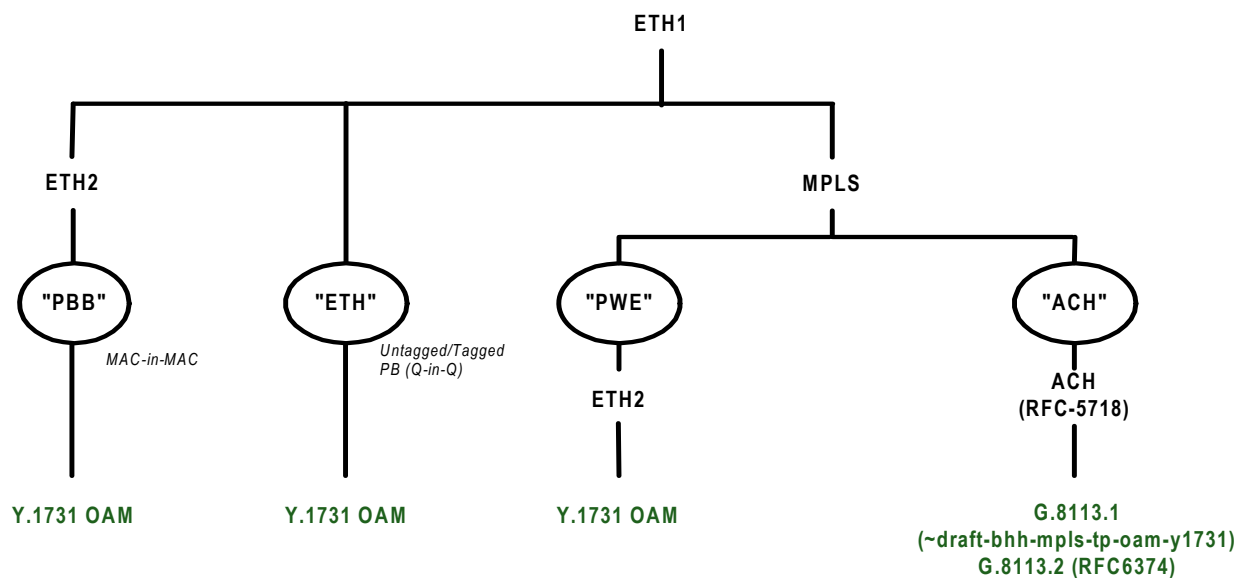 ETH1
ETH2
MPLS
"PBB"
"ETH"
"PWE"
"ACH"
MAC-in-MAC
Untagged/Tagged
PB (Q-in-Q)
ETH2
ACH
(RFC-5718)
Y.1731 OAM
Y.1731 OAM
Y.1731 OAM
G.8113.1
(~draft-bhh-mpls-tp-oam-y1731)
G.8113.2 (RFC6374)